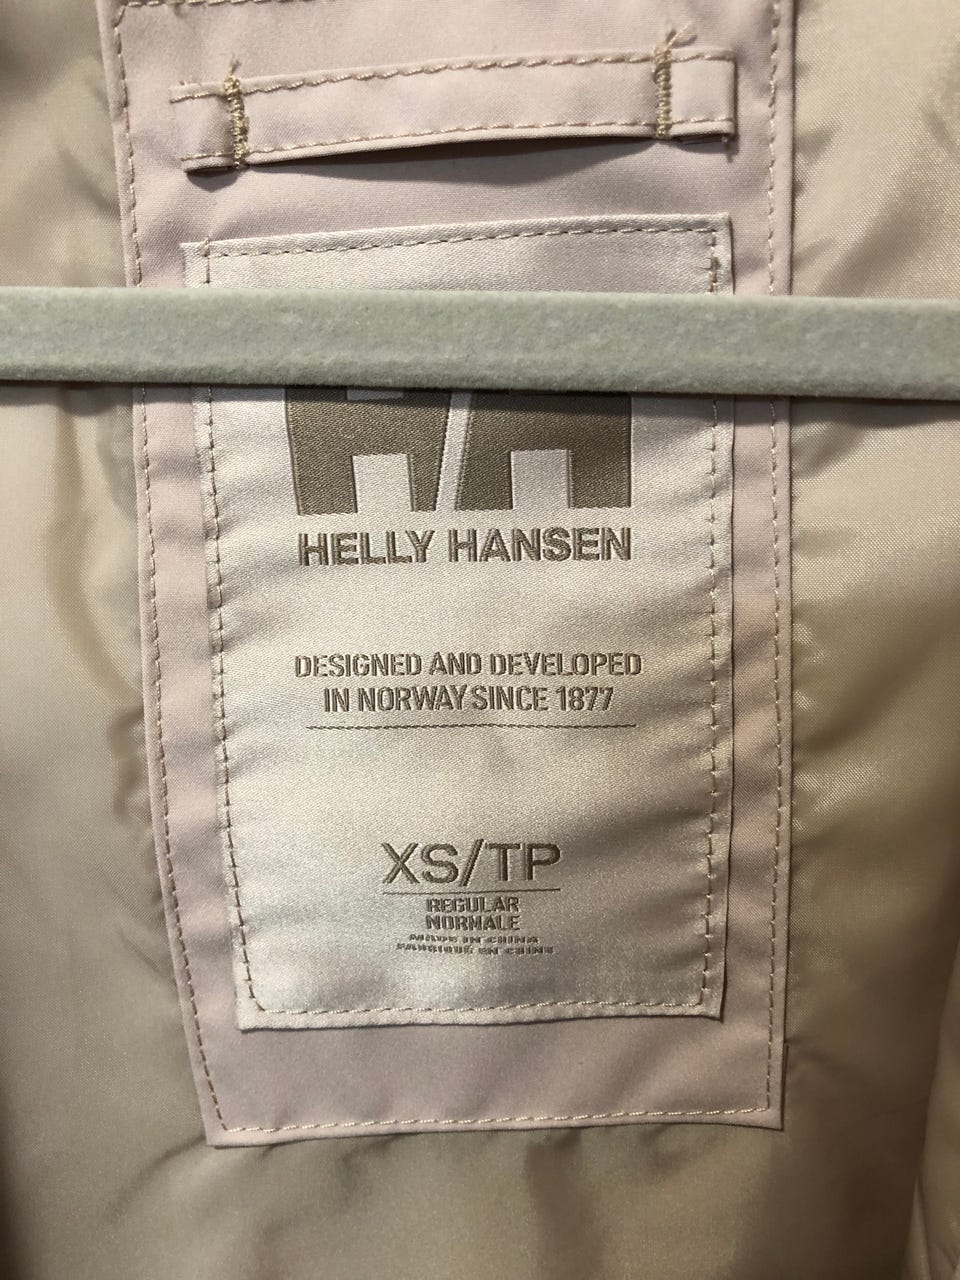 HH
HELLY HANSEN
DESIGNED AND DEVELOPED
IN NORWAY SINCE 1877
XS/TP
REGULAR
NORMALE
MADE IN CHINA
FABRIQUÉ EN CHINE